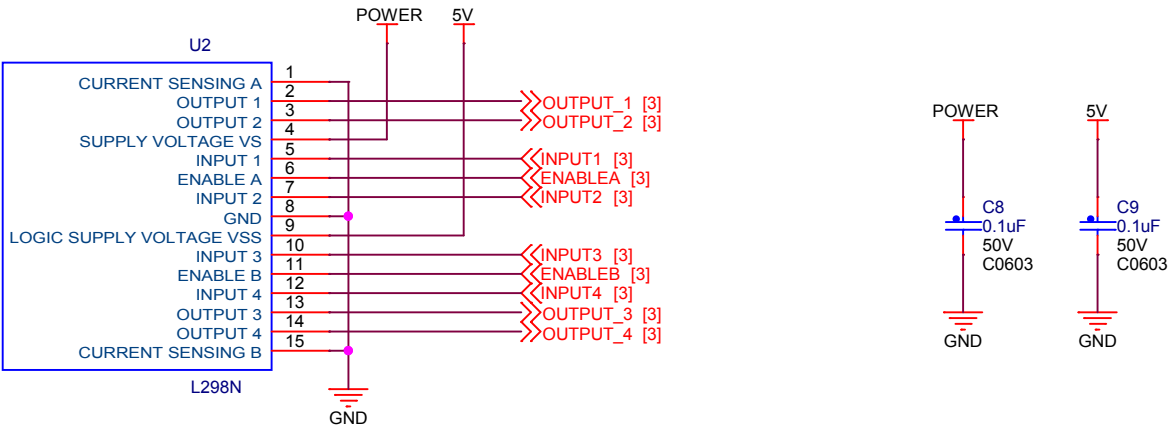 POWER
5V
U2
CURRENT SENSING A
1
OUTPUT 1
2
OUTPUT_1 [3]
OUTPUT 2
3
OUTPUT_2 [3]
SUPPLY VOLTAGE VS
4
INPUT 1
5
INPUT1 [3]
ENABLE A
6
ENABLEA [3]
INPUT 2
7
INPUT2 [3]
GND
8
LOGIC SUPPLY VOLTAGE VSS
9
INPUT 3
10
INPUT3 [3]
ENABLE B
11
ENABLEB [3]
INPUT 4
12
INPUT4 [3]
OUTPUT 3
13
OUTPUT_3 [3]
OUTPUT 4
14
OUTPUT_4 [3]
CURRENT SENSING B
15
L298N
GND
POWER
C8
0.1uF
50V
C0603
GND
5V
C9
0.1uF
50V
C0603
GND